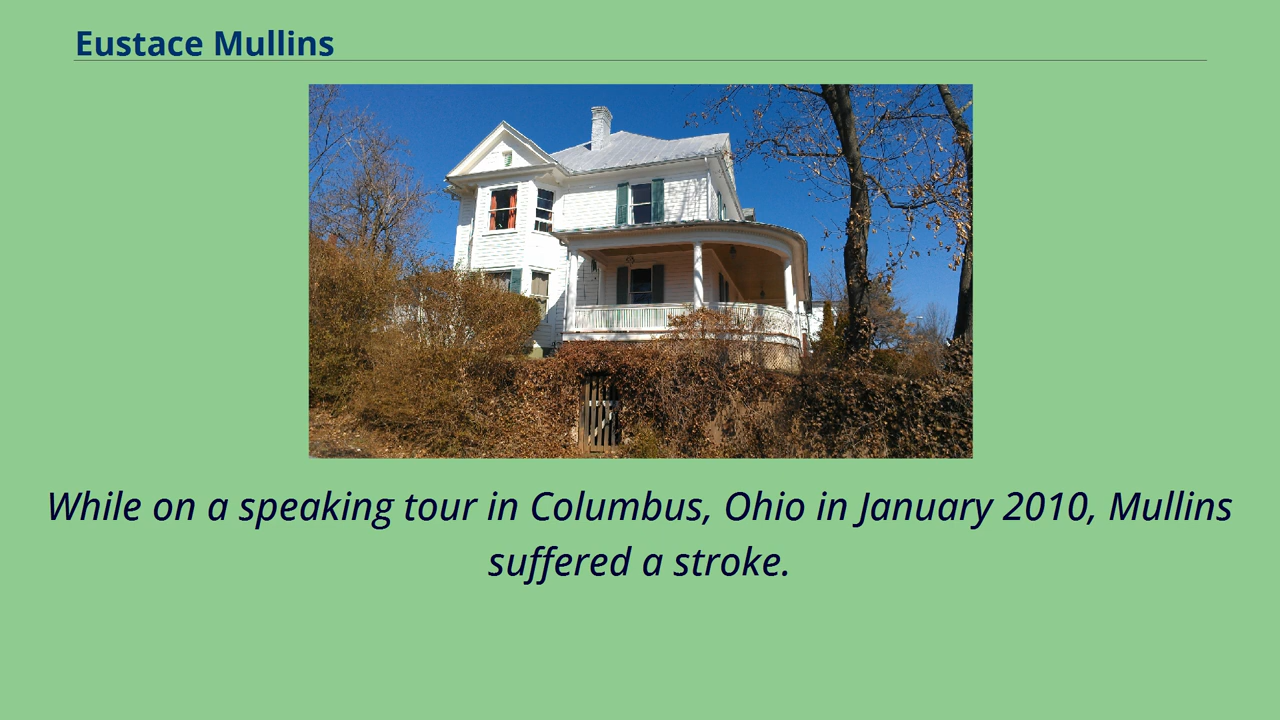 Eustace Mullins
While on a speaking tour in Columbus, Ohio in January 2010, Mullins
suffered a stroke.